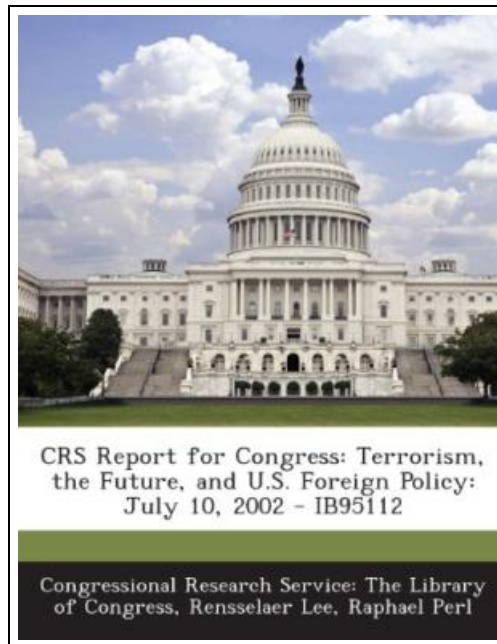 CRS Report for Congress: Terrorism,
the Future, and U.S. Foreign Policy:
July 10, 2002 - IB95112
Congressional Research Service: The Library
of Congress, Rensselaer Lee, Raphael Perl